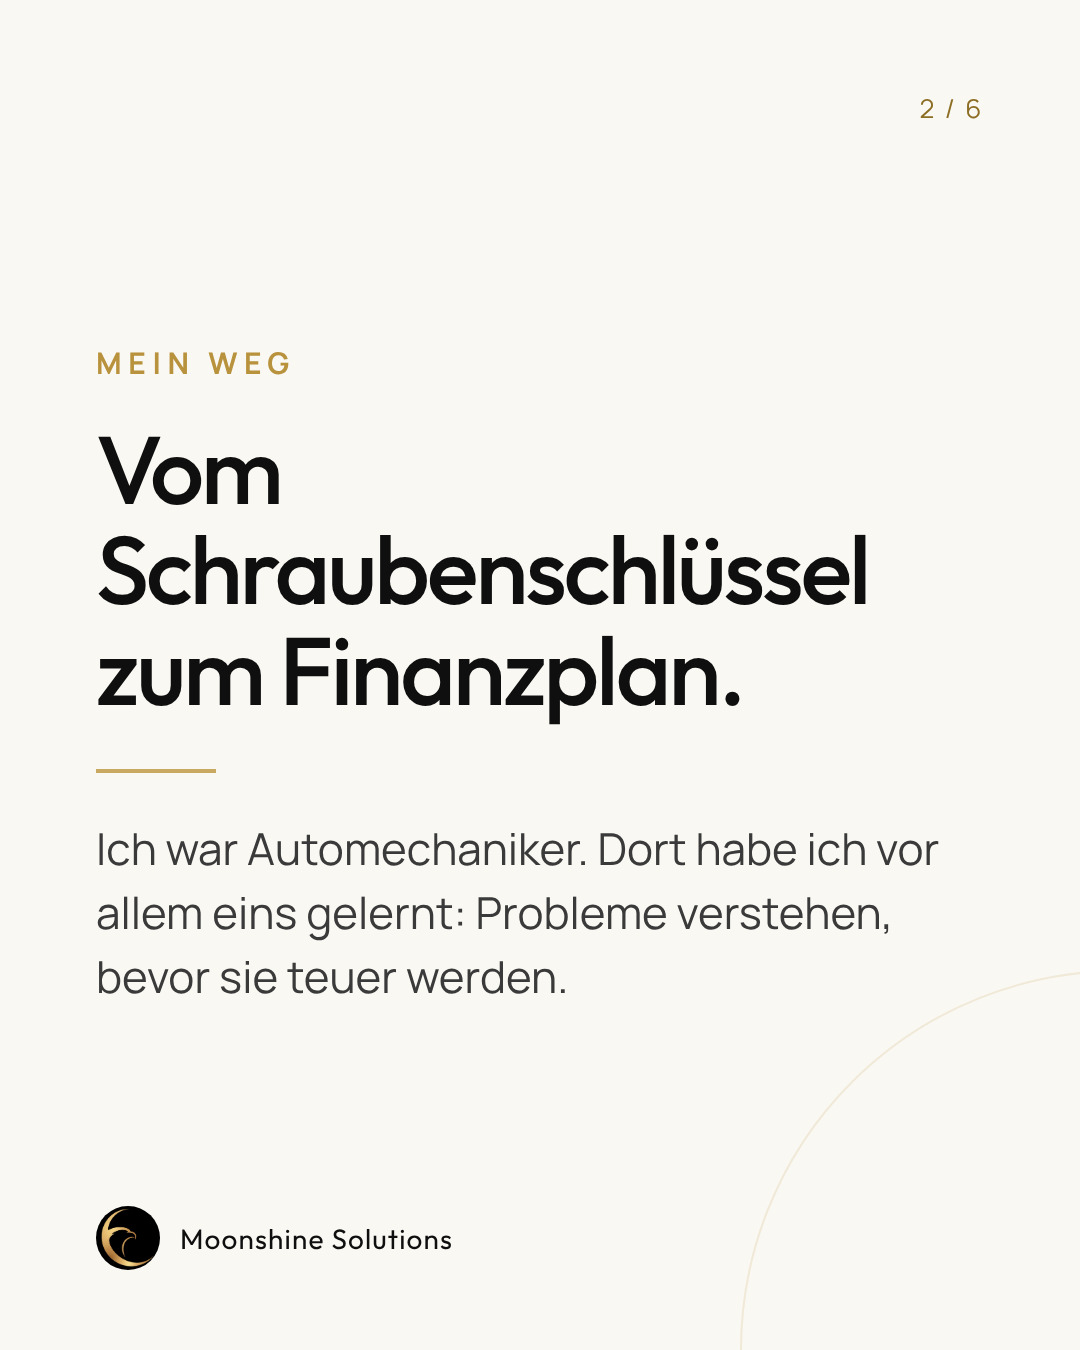 2 / 6
MEIN WEG
Vom
Schraubenschlüssel
zum Finanzplan.
Ich war Automechaniker. Dort habe ich vor
allem eins gelernt: Probleme verstehen,
bevor sie teuer werden.
Moonshine Solutions